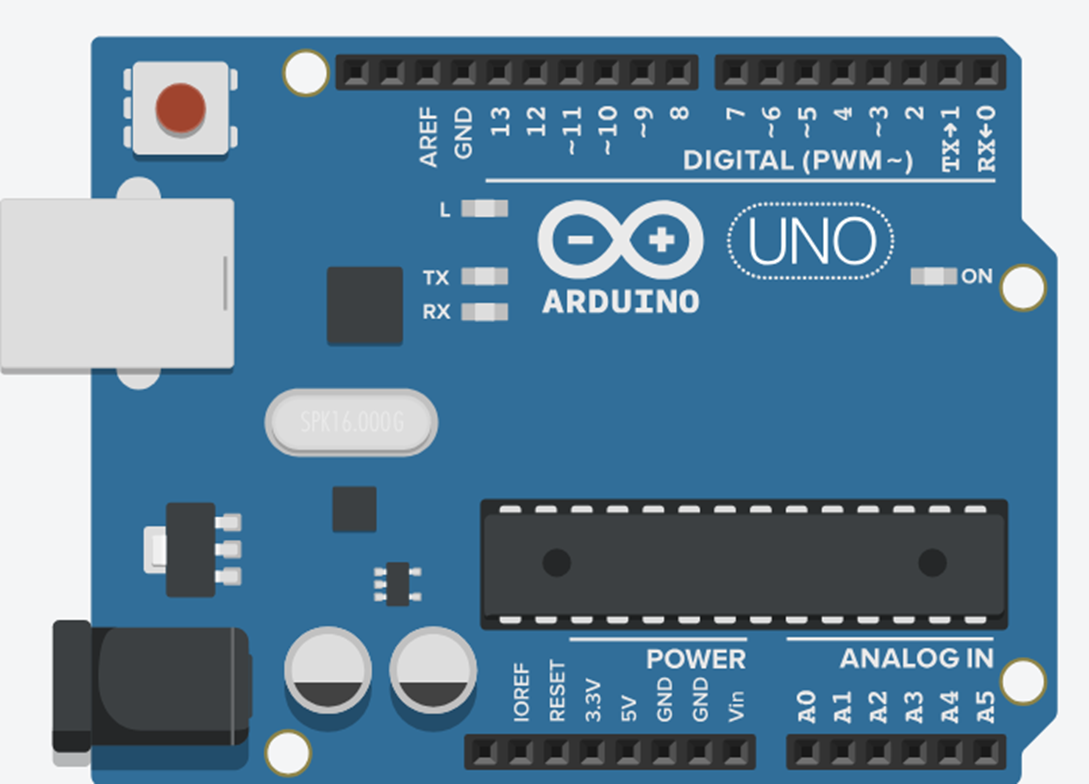 AREF GND 13 12 ~11 ~10 ~9 8 7 ~6 ~5 4 ~3 2 TX→1 RX←0
DIGITAL (PWM~)
L
TX
RX
ARDUINO
UNO
ON
SPK16.000G
POWER
ANALOG IN
IOREF RESET 3.3V 5V GND GND Vin A0 A1 A2 A3 A4 A5